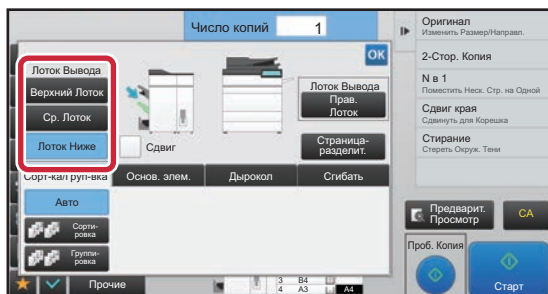 Число копий 1
OK
Лоток Вывода
Верхний Лоток
Ср. Лоток
Лоток Ниже
Сдвиг
Лоток Вывода
Прав.
Лоток
Страница-
разделит.
Сорт-ка/Груп-вка
Основ. элем.
Дырокол
Сгибать
Авто
Сорти-
ровка
Группи-
ровка
Прочие
3 B4
4 A3
A4
Оригинал
Изменить Размер/Направл.
2-Стор. Копия
N в 1
Поместить Неск. Стр. на Одной
Сдвиг края
Сдвинуть для Корешка
Стирание
Стереть Окруж. Тени
Предварит.
Просмотр
CA
Проб. Копия
Старт